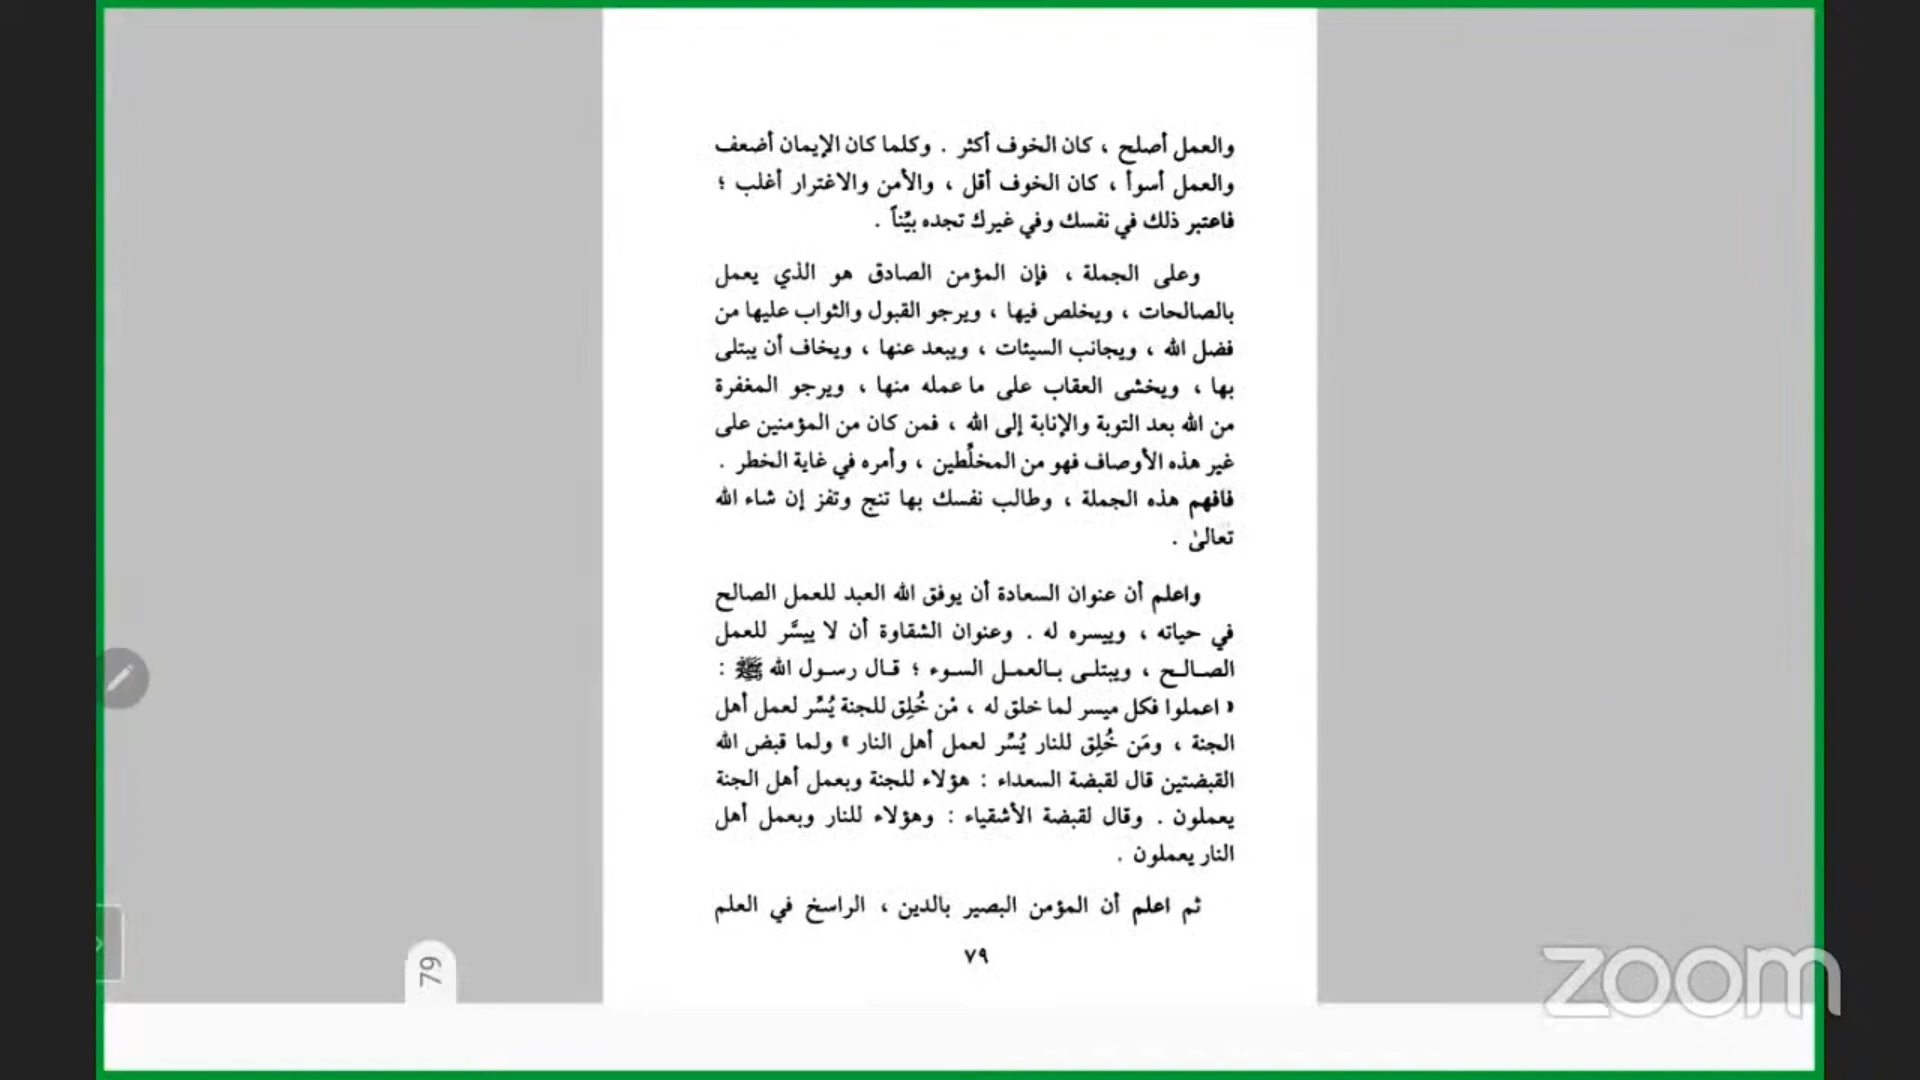 والعمل أصلح ، كان الخوف أكثر . وكلما كان الإيمان أضعف
والعمل أسوأ ، كان الخوف أقل ، والأمن والاغترار أغلب ؛
فاعتبر ذلك في نفسك وفي غيرك تجده بيِّناً .
وعلى الجملة ، فإن المؤمن الصادق هو الذي يعمل
بالصالحات ، ويخلص فيها ، ويرجو القبول والثواب عليها من
فضل الله ، ويجانب السيئات ، ويبعد عنها ، ويخاف أن يبتلى
بها ، ويخشى العقاب على ما عمله منها ، ويرجو المغفرة
من الله بعد التوبة والإنابة إلى الله ، فمن كان من المؤمنين على
غير هذه الأوصاف فهو من المخلِّطين ، وأمره في غاية الخطر .
فافهم هذه الجملة ، وطالب نفسك بها تنج وتفز إن شاء الله
تعالىٰ .
واعلم أن عنوان السعادة أن يوفق الله العبد للعمل الصالح
في حياته ، وييسره له . وعنوان الشقاوة أن لا ييسَّر للعمل
الصالح ، ويبتلى بالعمل السوء ؛ قال رسول الله ﷺ :
« اعملوا فكل ميسر لما خلق له ، مْن خُلِق للجنة يُسِّر لعمل أهل
الجنة ، ومَن خُلِق للنار يُسِّر لعمل أهل النار » ولما قبض الله
القبضتين قال لقبضة السعداء : هؤلاء للجنة وبعمل أهل الجنة
يعملون . وقال لقبضة الأشقياء : وهؤلاء للنار وبعمل أهل
النار يعملون .
ثم اعلم أن المؤمن البصير بالدين ، الراسخ في العلم
٧٩
79
zoom